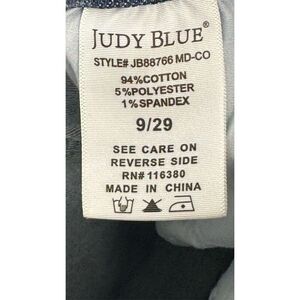 JUDY BLUE®
STYLE# JB88766 MD-CO
94%COTTON
5%POLYESTER
1%SPANDEX
9/29
SEE CARE ON
REVERSE SIDE
RN# 116380
MADE IN CHINA